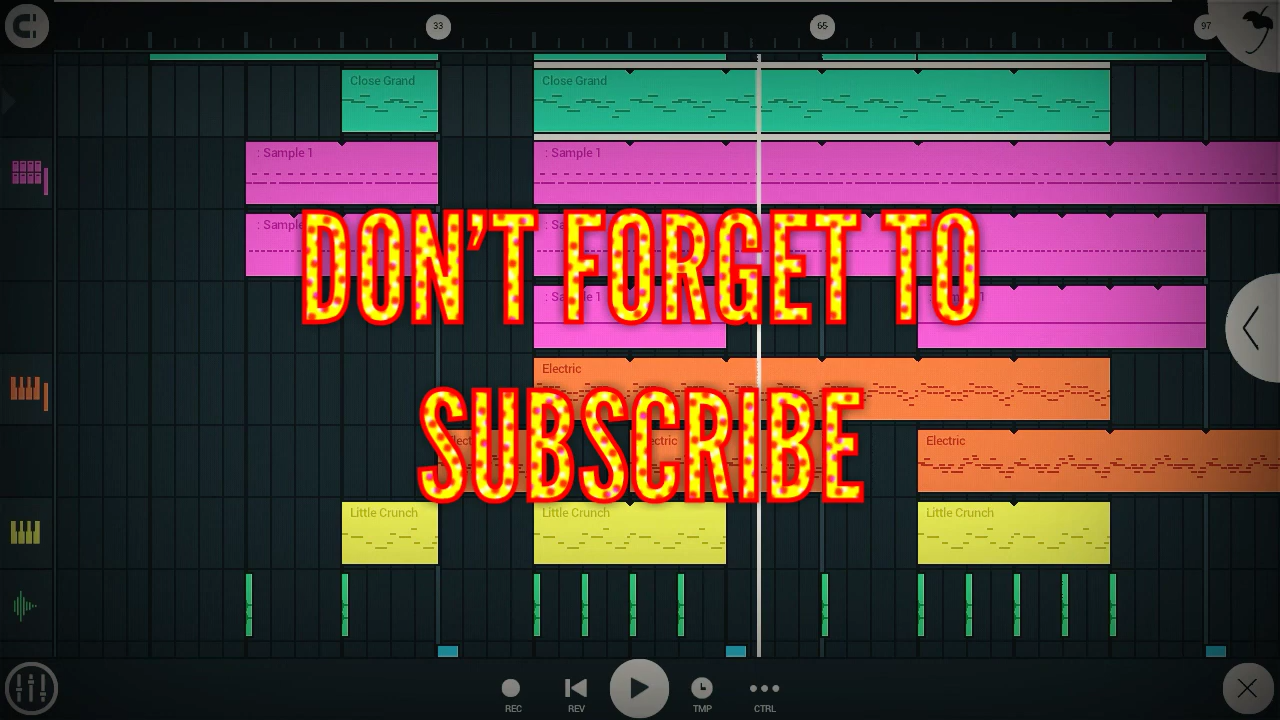 33
65
97
Close Grand
Close Grand
: Sample 1
: Sample 1
: Sample
DON'T FORGET TO
Electric
SUBSCRIBE
Electric
Little Crunch
Little Crunch
Little Crunch
REC
REV
TMP
CTRL